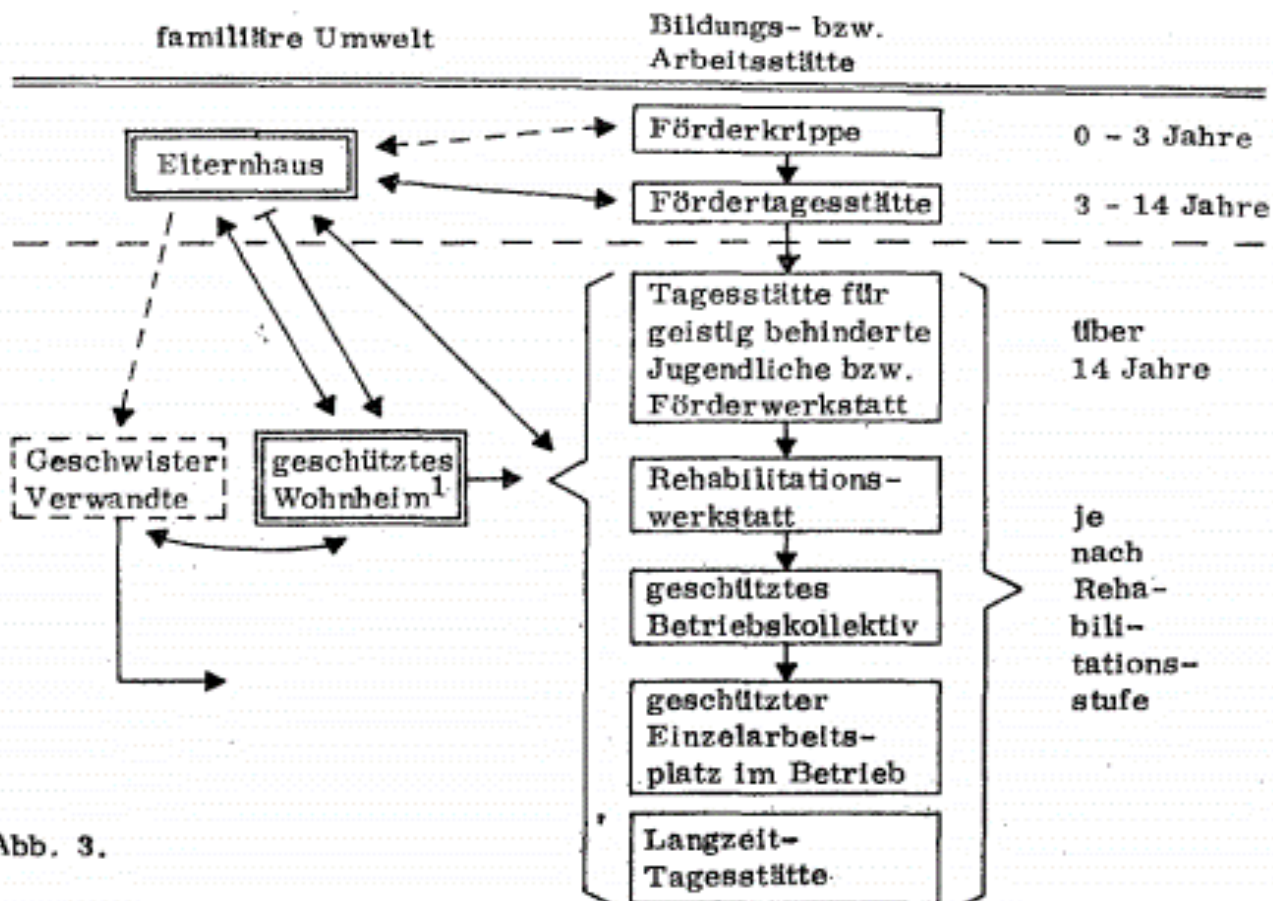 familiäre Umwelt
Bildungs- bzw.
Arbeitsstätte
Elternhaus
Förderkrippe
0 - 3 Jahre
Fördertagesstätte
3 - 14 Jahre
Tagesstätte für
geistig behinderte
Jugendliche bzw.
Förderwerkstatt
über
14 Jahre
Geschwister
Verwandte
geschütztes
Wohnheim1
Rehabilitations-
werkstatt
je
nach
Reha-
bili-
tations-
stufe
geschütztes
Betriebskollektiv
geschützter
Einzelarbeits-
platz im Betrieb
Langzeit-
Tagesstätte
Abb. 3.